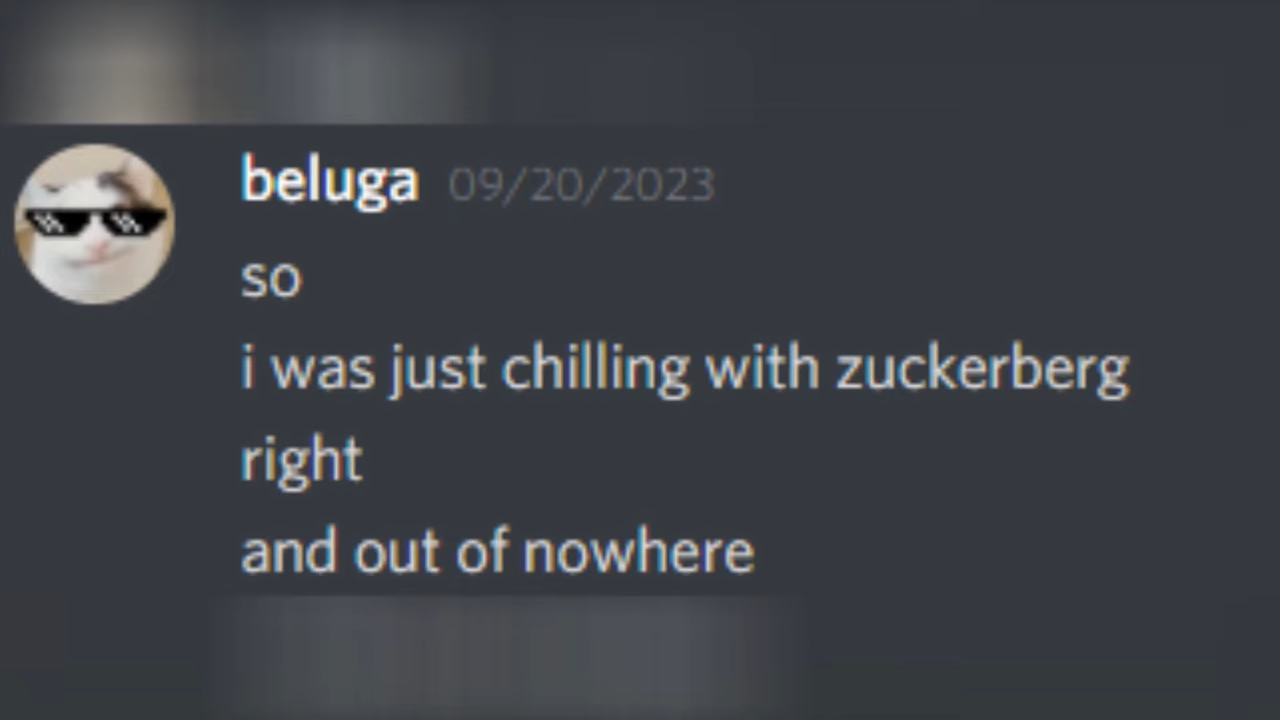 beluga 09/20/2023
so
i was just chilling with zuckerberg
right
and out of nowhere